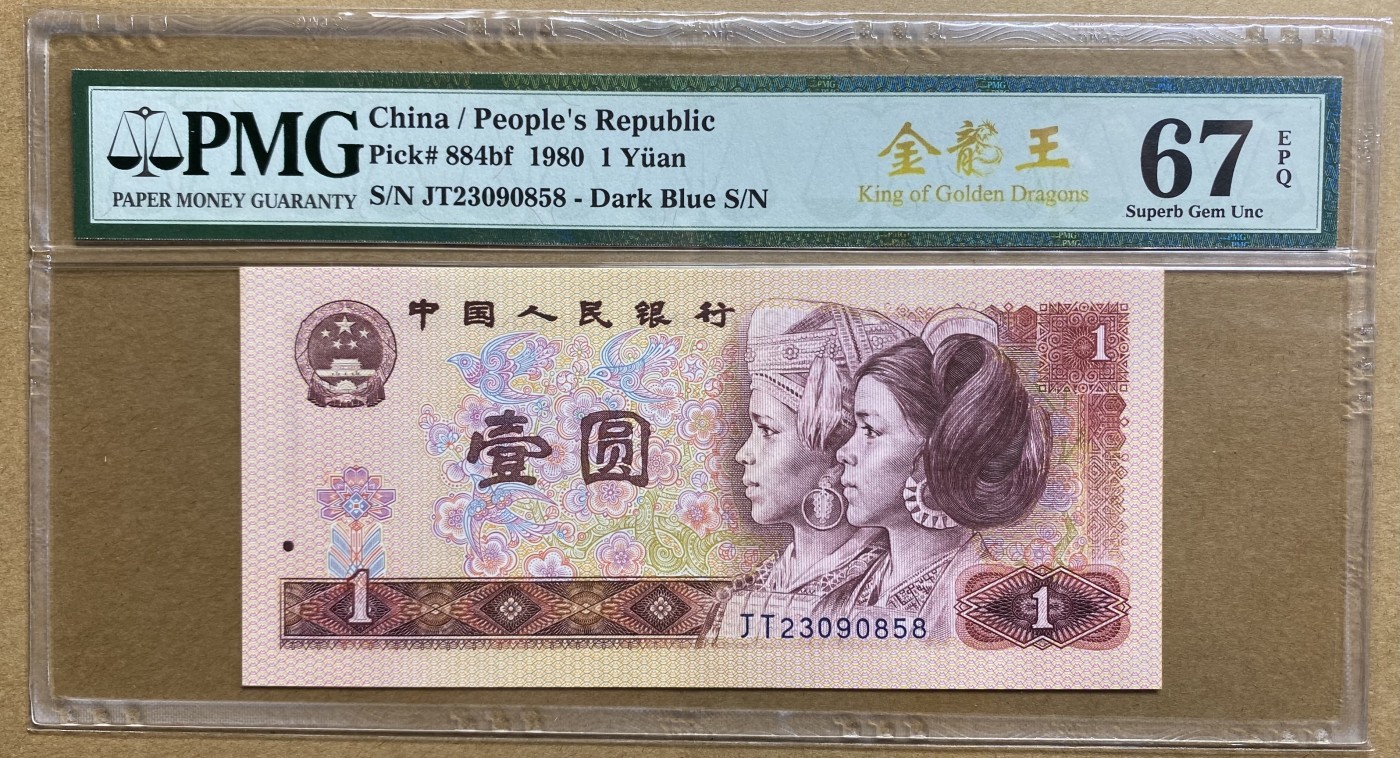 PMG
PAPER MONEY GUARANTY
China / People's Republic
Pick# 884bf 1980 1 Yüan
S/N JT23090858 - Dark Blue S/N
金龍王
King of Golden Dragons
67
EPQ
Superb Gem Unc
中国人民银行
1
壹圆
1
JT23090858
1